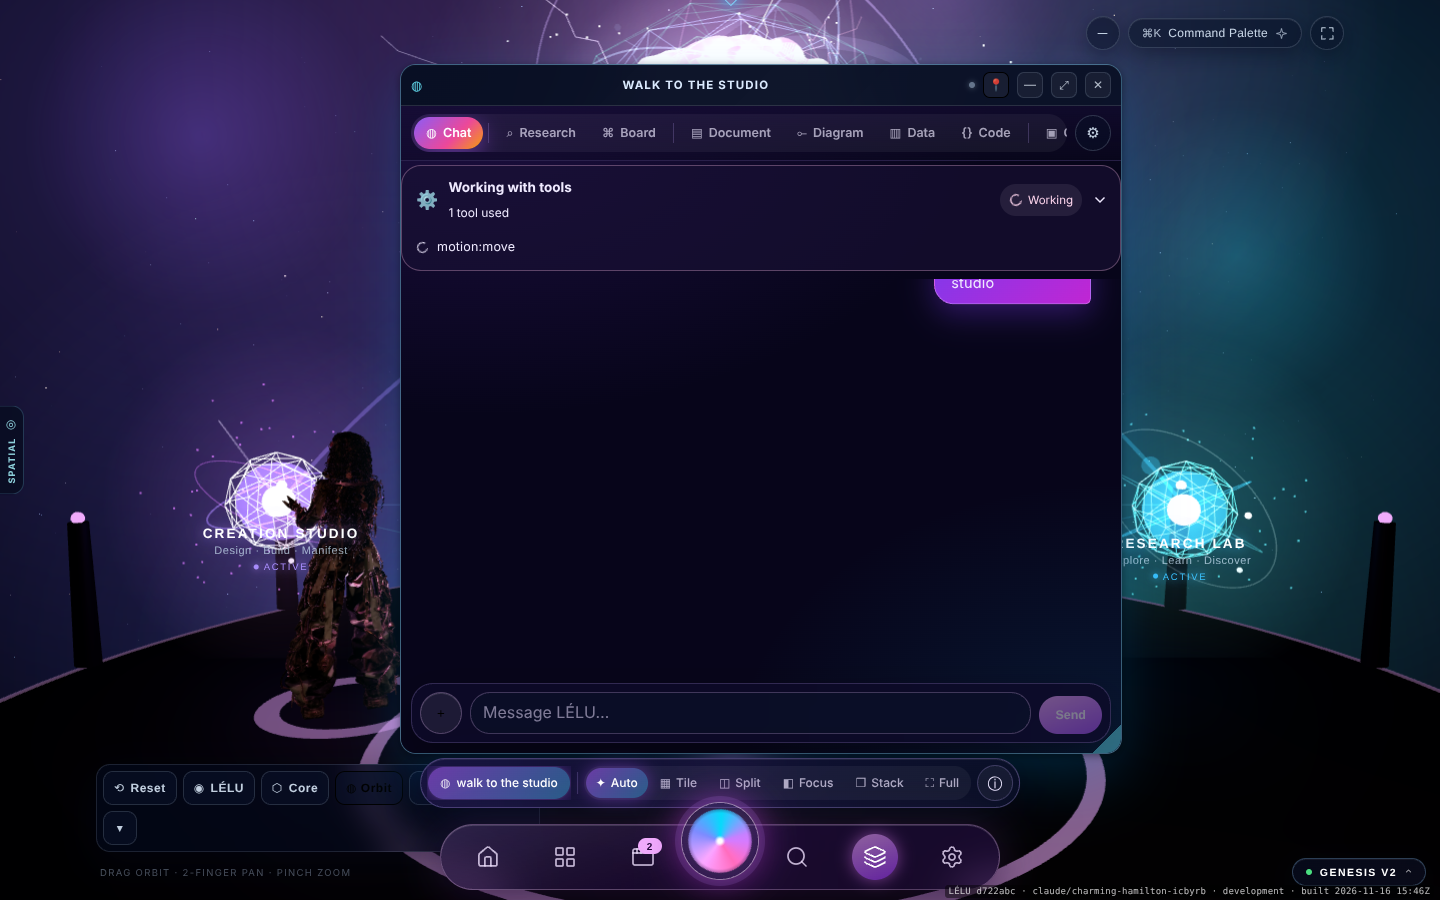 ⌘K Command Palette
WALK TO THE STUDIO
Chat
Research
Board
Document
Diagram
Data
{} Code
Working with tools
1 tool used
Working
motion:move
studio
SPATIAL
CREATION STUDIO
Design · Build · Manifest
ACTIVE
ESEARCH LAB
plore · Learn · Discover
ACTIVE
+
Message LÉLU...
Send
Reset
LÉLU
Core
Orbit
walk to the studio
Auto
Tile
Split
Focus
Stack
Full
2
DRAG ORBIT · 2-FINGER PAN · PINCH ZOOM
GENESIS V2
LÉLU d722abc · claude/charming-hamilton-icbyrb · development · built 2026-11-16 15:46Z